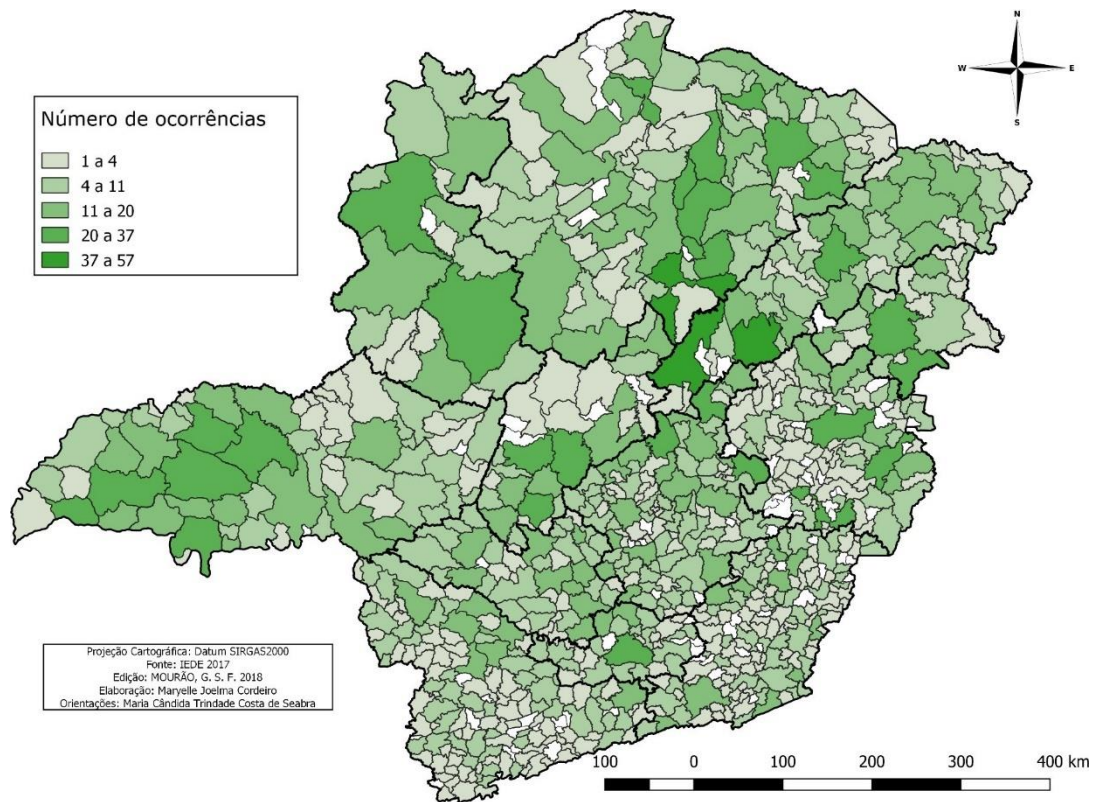 N
W
E
S
Número de ocorrências
1 a 4
4 a 11
11 a 20
20 a 37
37 a 57
Projeção Cartográfica: Datum SIRGAS2000
Fonte: IEDE 2017
Edição: MOURÃO, G. S. F. 2018
Elaboração: Maryelle Joelma Cordeiro
Orientações: Maria Cândida Trindade Costa de Seabra
100 0 100 200 300 400 km